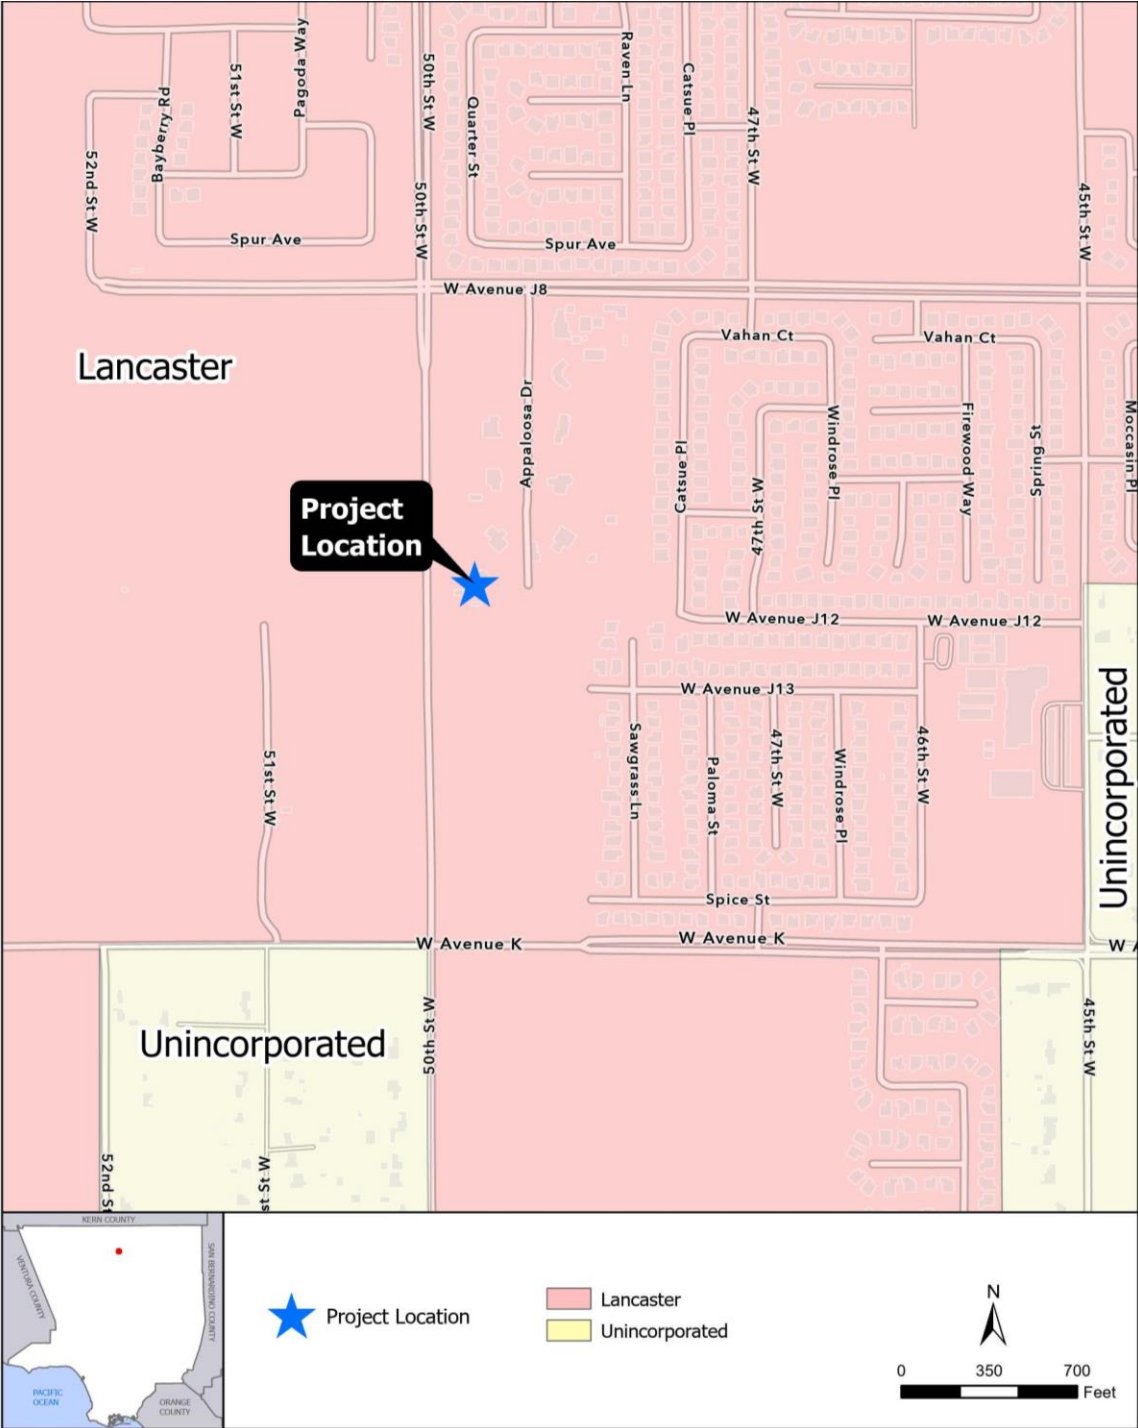 Bayberry Rd
51st St W
Pagoda Way
50th St W
Quarter St
Raven Ln
Catsue Pl
47th St W
52nd St W
50th St W
45th St W
Spur Ave
Spur Ave
W Avenue J8
Lancaster
Vahan Ct
Vahan Ct
Appaloosa Dr
Catsue Pl
47th St W
Windrose Pl
Firewood Way
Spring St
Moccasin Pl
Project
Location
W Avenue J12
W Avenue J12
W Avenue J13
51st St W
Sawgrass Ln
Paloma St
47th St W
Windrose Pl
46th St W
Unincorporated
Spice St
W Avenue K
W Avenue K
W A
Unincorporated
50th St W
45th St W
52nd St
st St W
KERN COUNTY
VENTURA COUNTY
SAN BERNARDINO COUNTY
PACIFIC
OCEAN
ORANGE
COUNTY
Project Location
Lancaster
Unincorporated
N
0 350 700
Feet